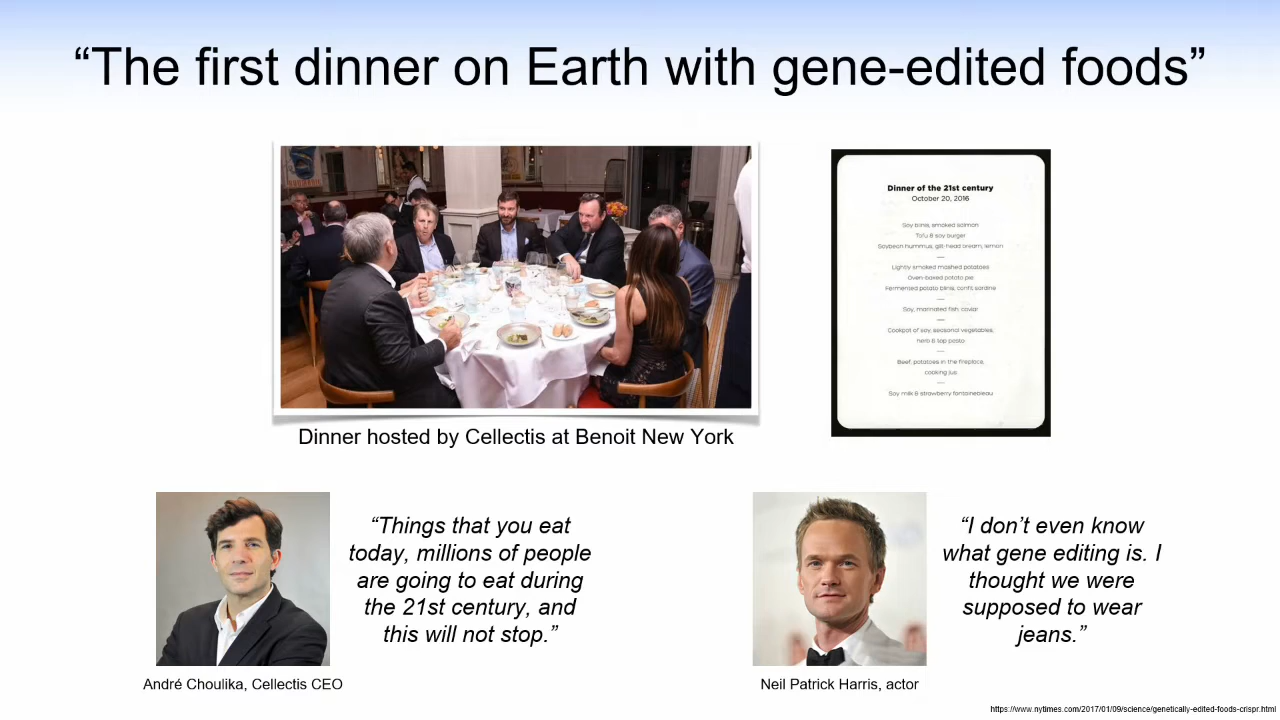 “The first dinner on Earth with gene-edited foods”
Dinner of the 21st century
October 20, 2016
Soy blinis, smoked salmon
Tofu & soy burger
Soybean hummus, gilt-head bream, lemon
Lightly smoked mashed potatoes
Oven-baked potato pie
Fermented potato blinis, confit sardine
Soy, marinated fish, caviar
Cookpot of soy, seasonal vegetables,
herb & tap pasto
Beef, potatoes in the fireplace,
cooking jus
Soy milk & strawberry fontainebleau
Dinner hosted by Cellectis at Benoit New York
“Things that you eat
today, millions of people
are going to eat during
the 21st century, and
this will not stop.”
André Choulika, Cellectis CEO
“I don’t even know
what gene editing is. I
thought we were
supposed to wear
jeans.”
Neil Patrick Harris, actor
https://www.nytimes.com/2017/01/09/science/genetically-edited-foods-crispr.html